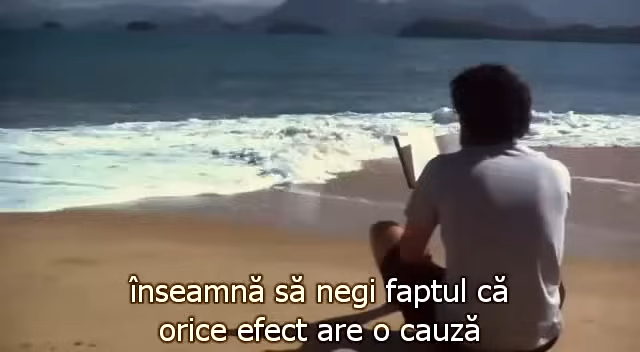 înseamnă să negi faptul că
orice efect are o cauză